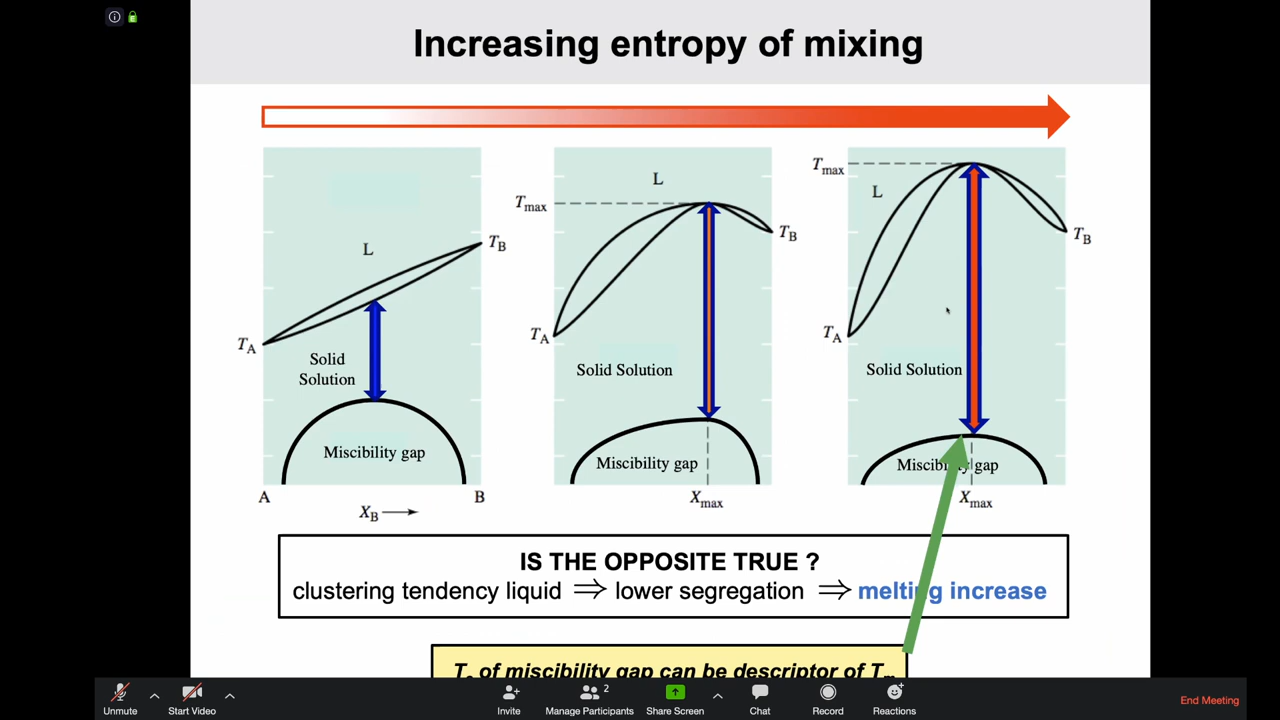 Increasing entropy of mixing
L
T_A
T_B
Solid
Solution
Miscibility gap
A
B
X_B
T_max
L
T_A
T_B
Solid Solution
Miscibility gap
X_max
T_max
L
T_A
T_B
Solid Solution
gap
X_max
IS THE OPPOSITE TRUE ?
clustering tendency liquid ⇒ lower segregation ⇒ melting increase
of miscibility gap can be descriptor of
Unmute
Start Video
Invite
Manage Participants
2
Share Screen
Chat
Record
Reactions
End Meeting